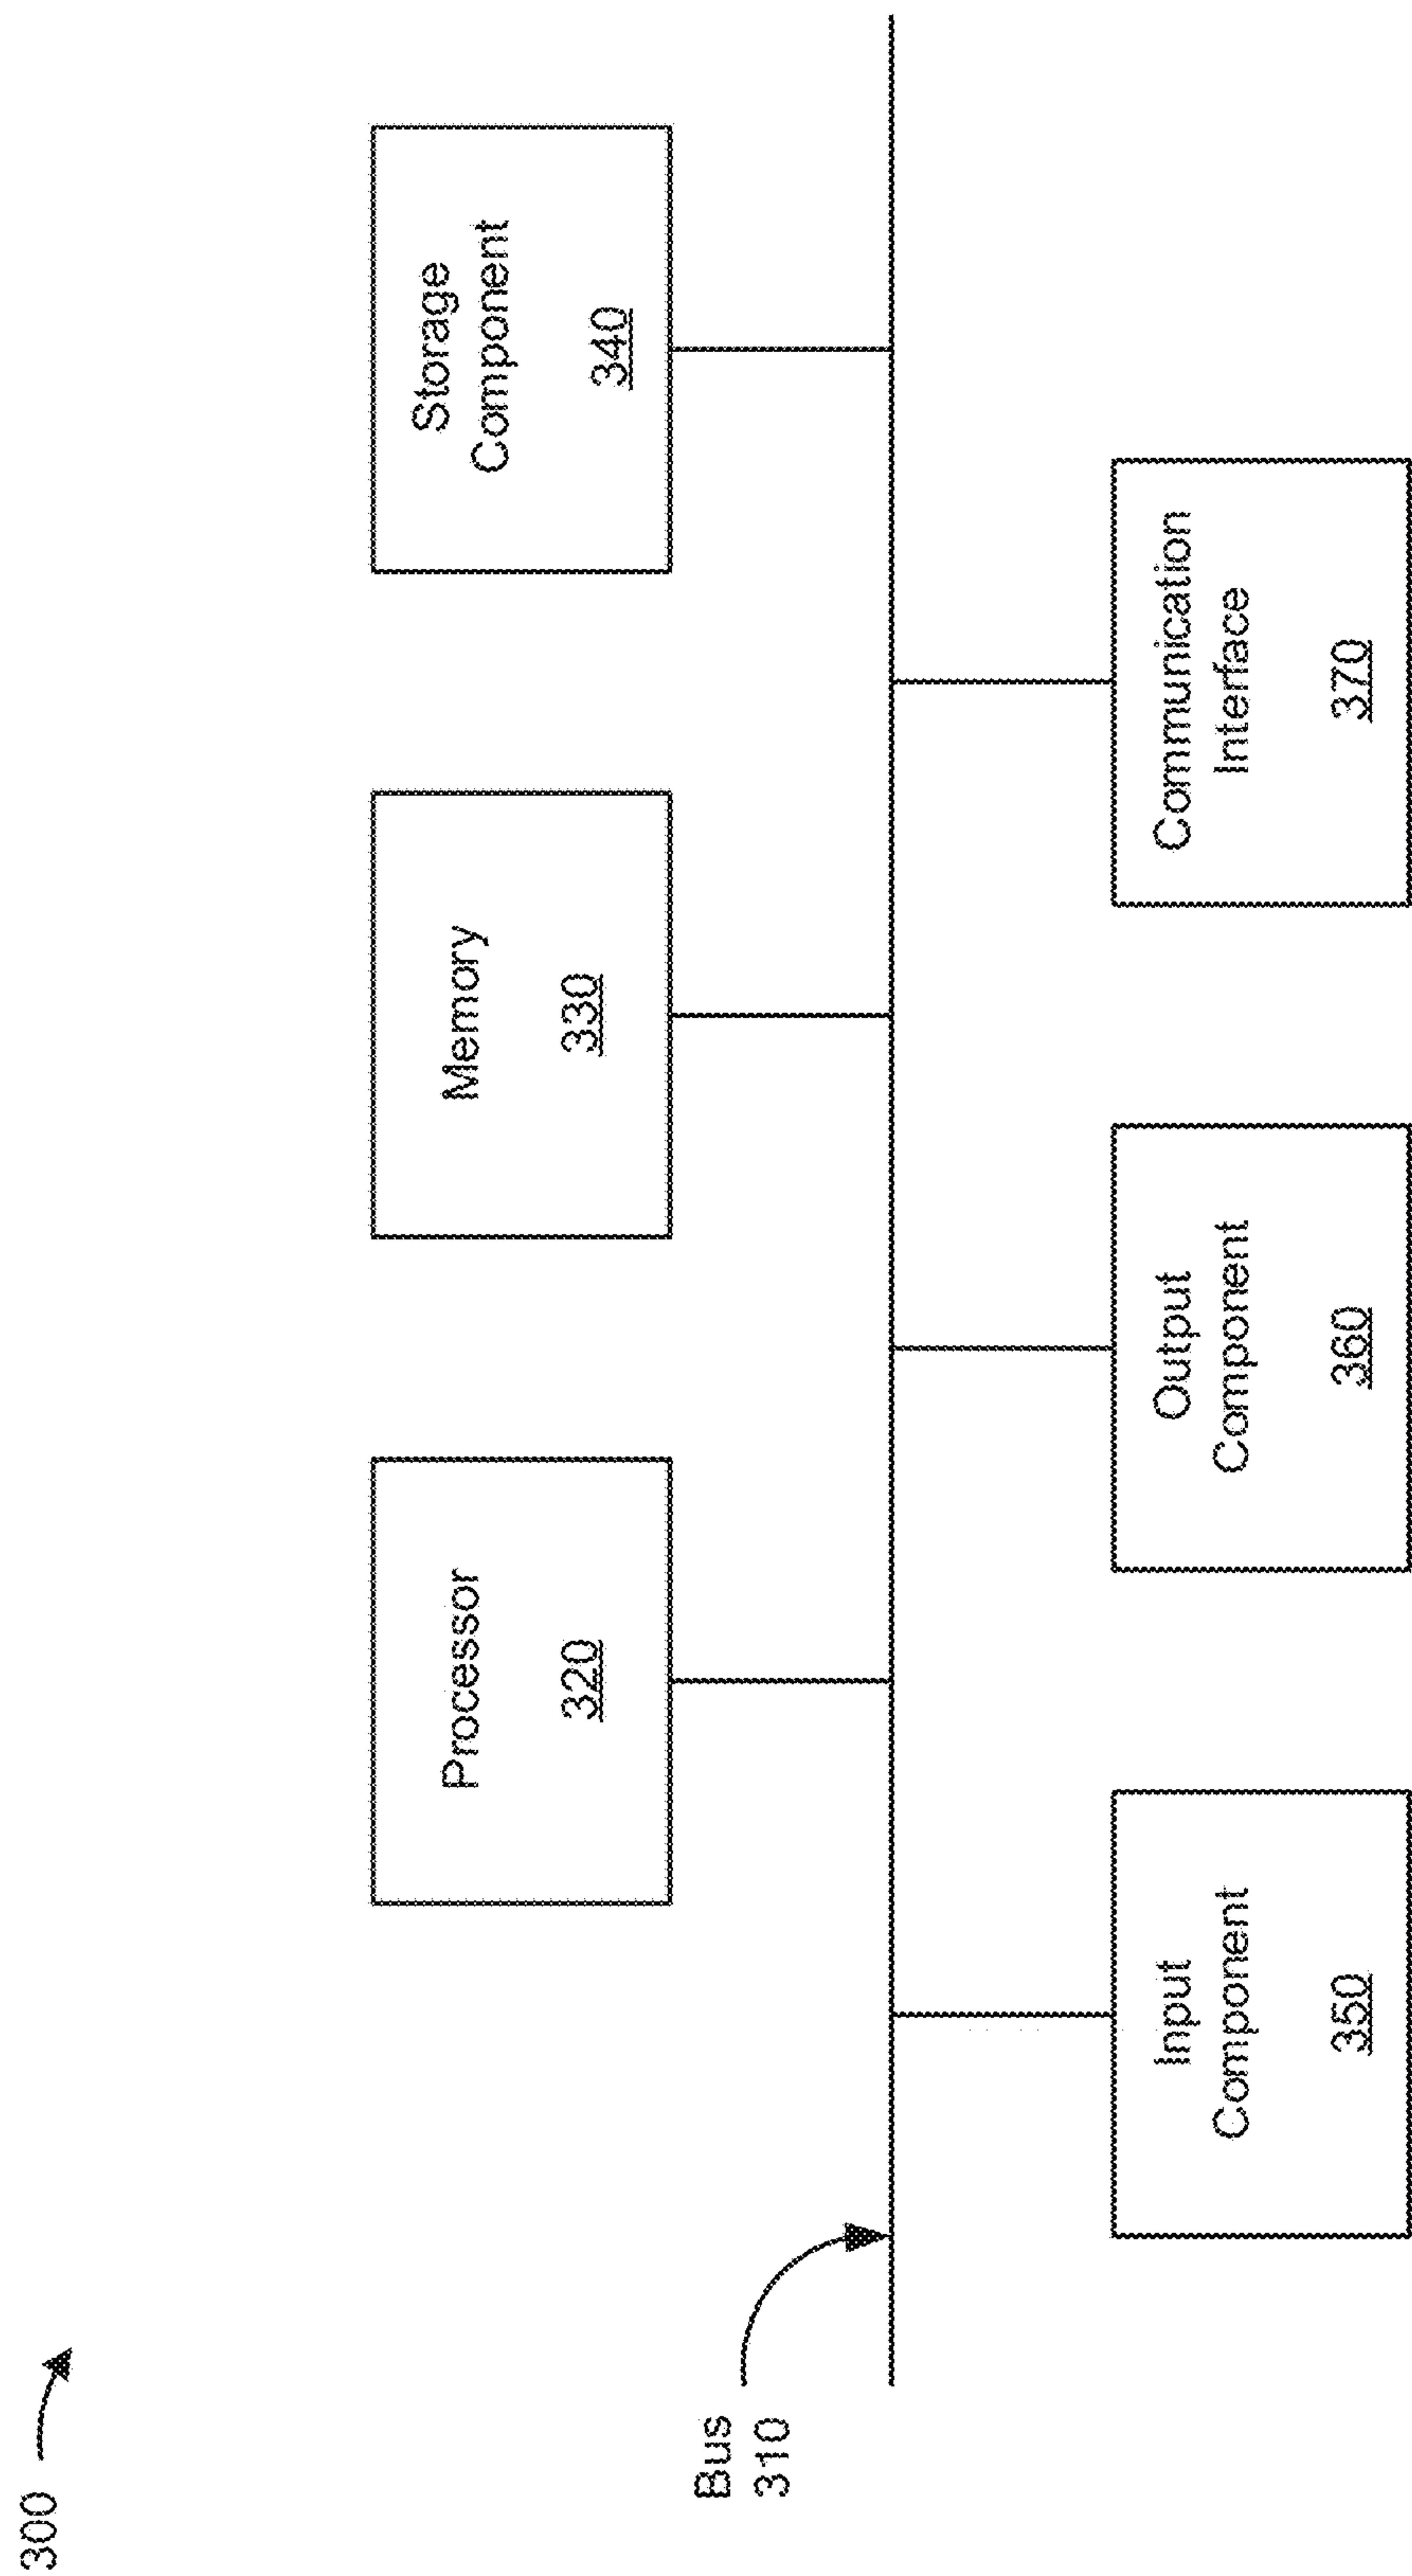 300
Bus
310
Processor
320
Memory
330
Storage
Component
340
Input
Component
350
Output
Component
360
Communication
Interface
370